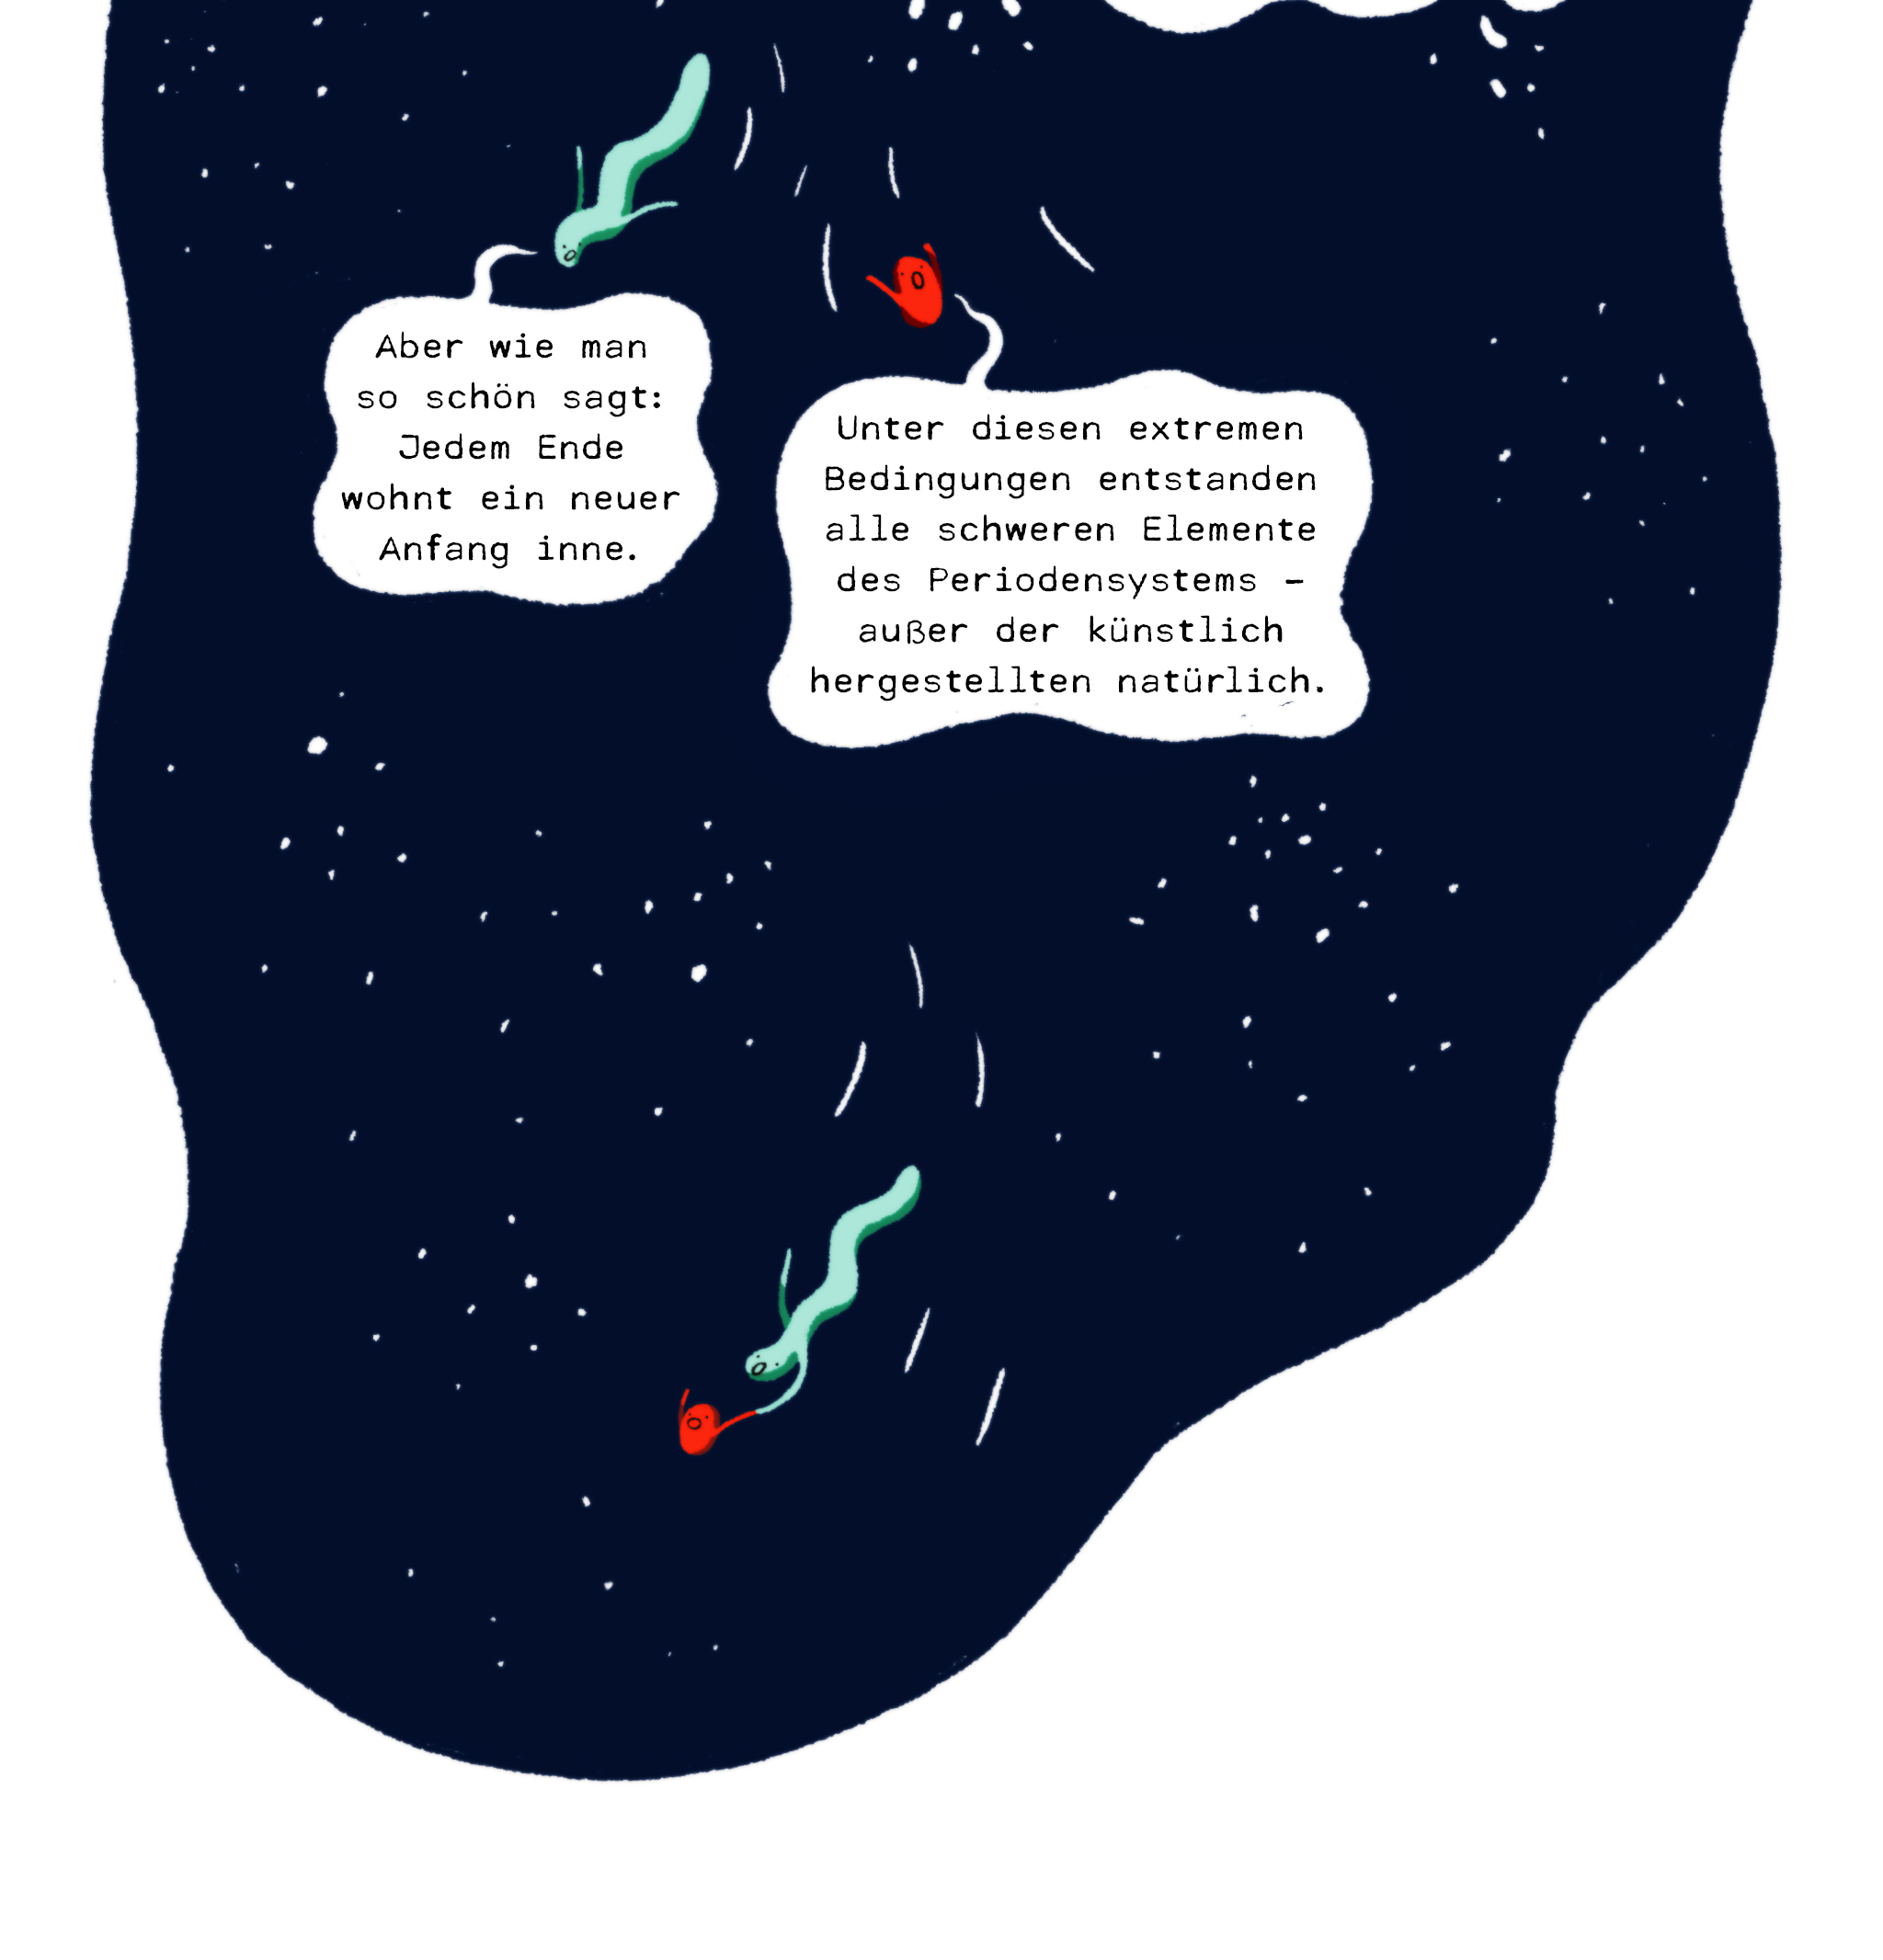 Aber wie man
so schön sagt:
Jedem Ende
wohnt ein neuer
Anfang inne.
Unter diesen extremen
Bedingungen entstanden
alle schweren Elemente
des Periodensystems –
außer der künstlich
hergestellten natürlich.